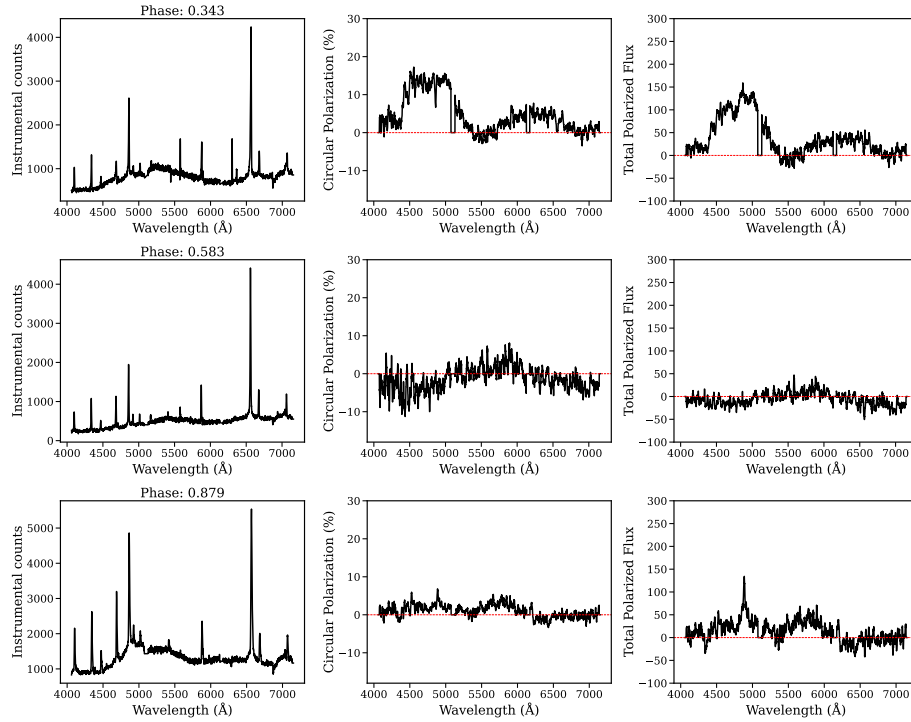 Phase: 0.343
Instrumental counts
4000
3000
2000
1000
4000 4500 5000 5500 6000 6500 7000
Wavelength (Å)
Circular Polarization (%)
30
20
10
0
−10
4000 4500 5000 5500 6000 6500 7000
Wavelength (Å)
Total Polarized Flux
300
250
200
150
100
50
0
−50
−100
4000 4500 5000 5500 6000 6500 7000
Wavelength (Å)
Phase: 0.583
Instrumental counts
4000
3000
2000
1000
0
4000 4500 5000 5500 6000 6500 7000
Wavelength (Å)
Circular Polarization (%)
30
20
10
0
−10
4000 4500 5000 5500 6000 6500 7000
Wavelength (Å)
Total Polarized Flux
300
250
200
150
100
50
0
−50
−100
4000 4500 5000 5500 6000 6500 7000
Wavelength (Å)
Phase: 0.879
Instrumental counts
5000
4000
3000
2000
1000
4000 4500 5000 5500 6000 6500 7000
Wavelength (Å)
Circular Polarization (%)
30
20
10
0
−10
4000 4500 5000 5500 6000 6500 7000
Wavelength (Å)
Total Polarized Flux
300
250
200
150
100
50
0
−50
−100
4000 4500 5000 5500 6000 6500 7000
Wavelength (Å)